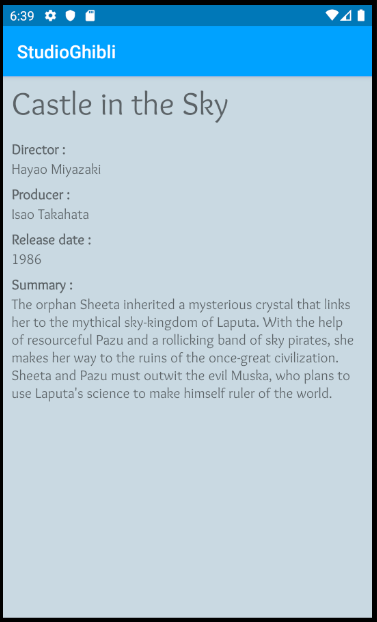 6:39
StudioGhibli
Castle in the Sky
Director :
Hayao Miyazaki
Producer :
Isao Takahata
Release date :
1986
Summary :
The orphan Sheeta inherited a mysterious crystal that links
her to the mythical sky-kingdom of Laputa. With the help
of resourceful Pazu and a rollicking band of sky pirates, she
makes her way to the ruins of the once-great civilization.
Sheeta and Pazu must outwit the evil Muska, who plans to
use Laputa's science to make himself ruler of the world.